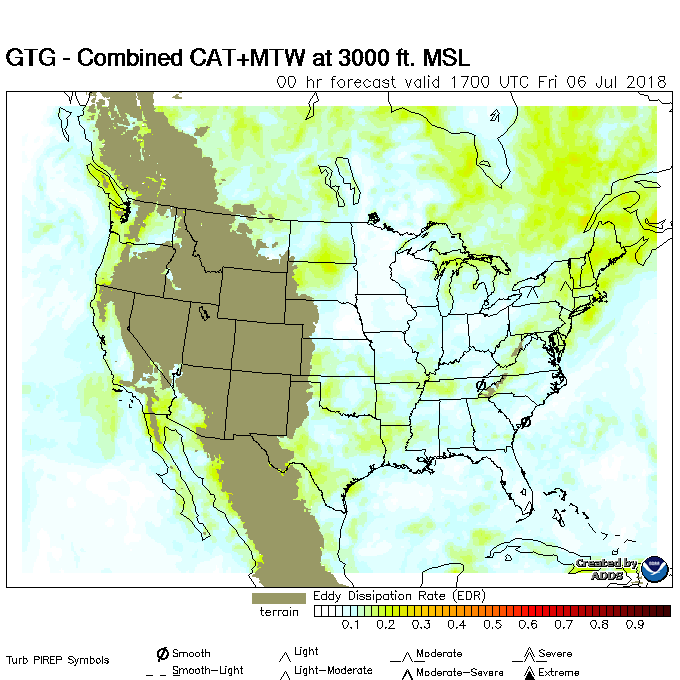 GTG - Combined CAT+MTW at 3000 ft. MSL
00 hr forecast valid 1700 UTC Fri 06 Jul 2018
Created by
ADDS
terrain
Eddy Dissipation Rate (EDR)
0.1 0.2 0.3 0.4 0.5 0.6 0.7 0.8 0.9
Turb PIREP Symbols
Smooth Light Moderate Severe
Smooth-Light Light-Moderate Moderate-Severe Extreme